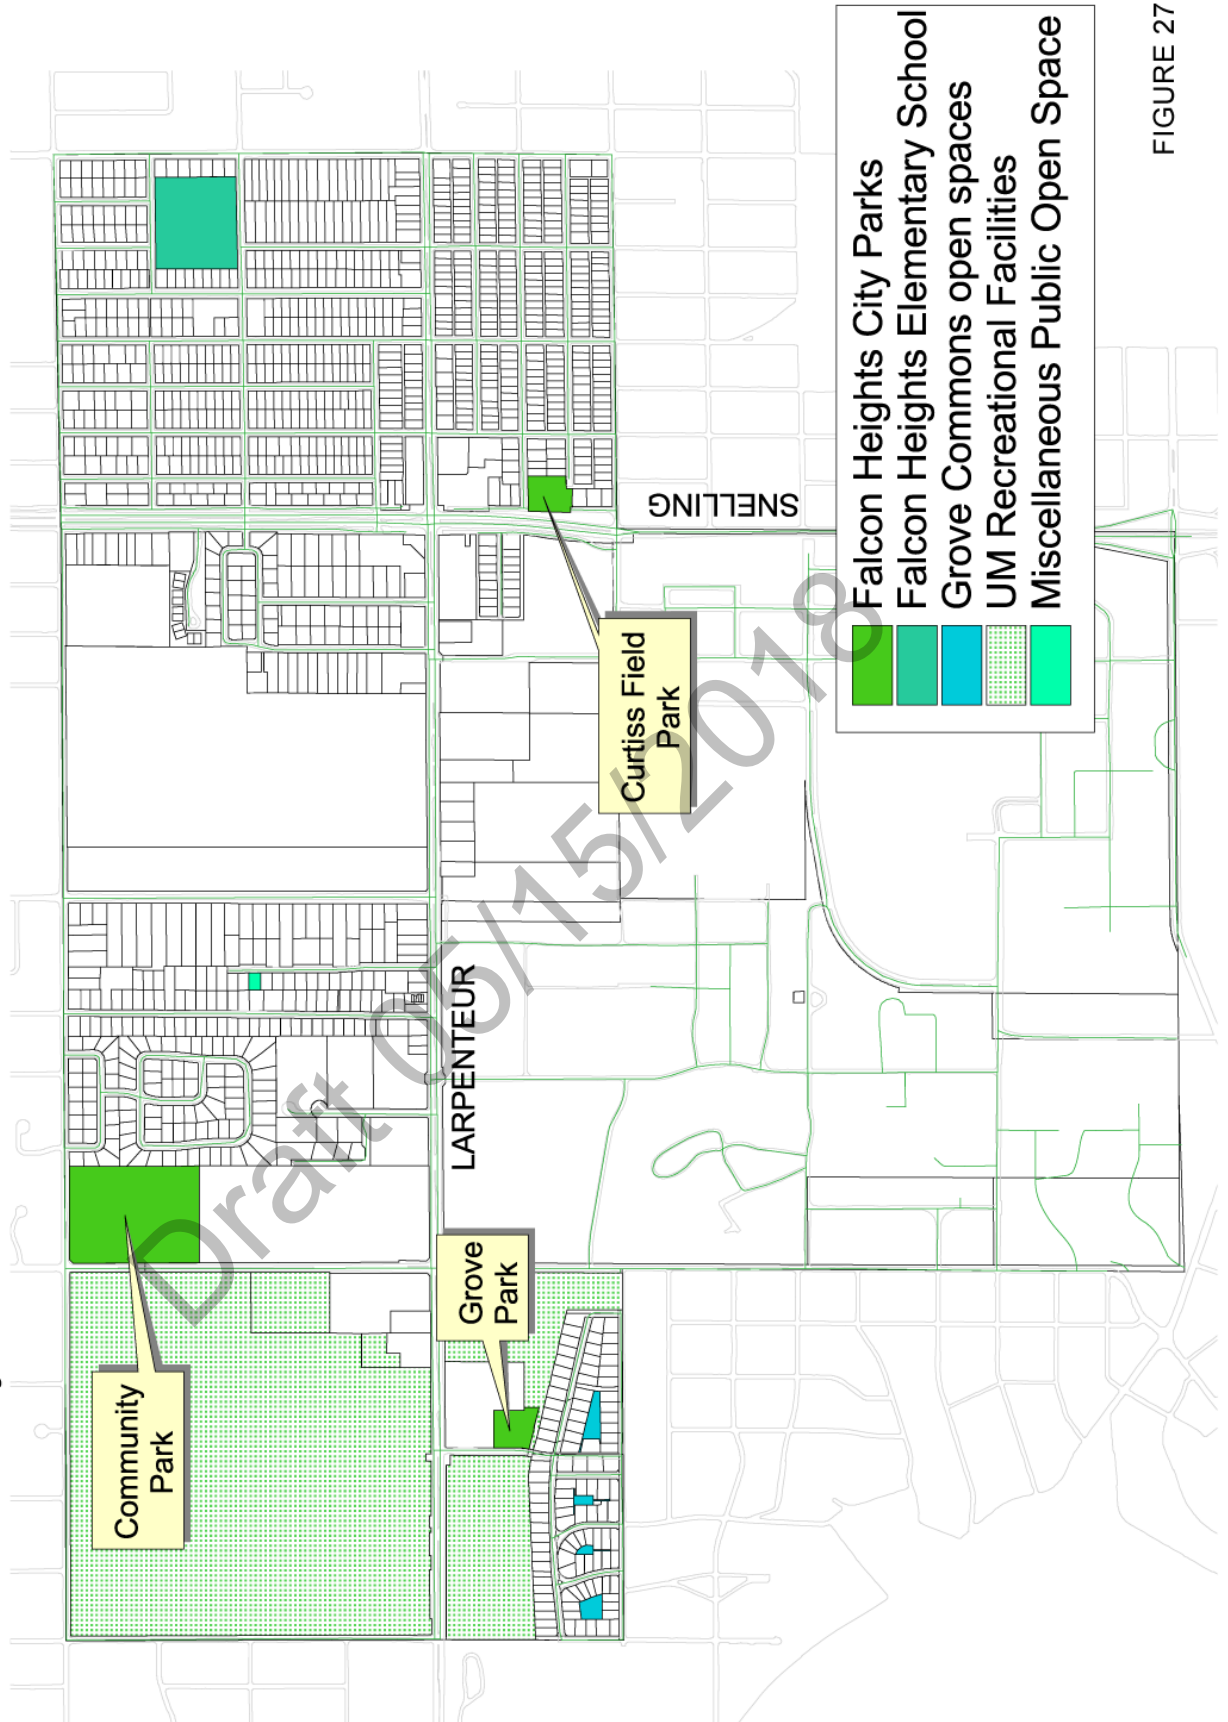 Community
Park
Grove
Park
Curtiss Field
Park
LARPENTEUR
SNELLING
Draft 05/15/2018
Falcon Heights City Parks
Falcon Heights Elementary School
Grove Commons open spaces
UM Recreational Facilities
Miscellaneous Public Open Space
FIGURE 27